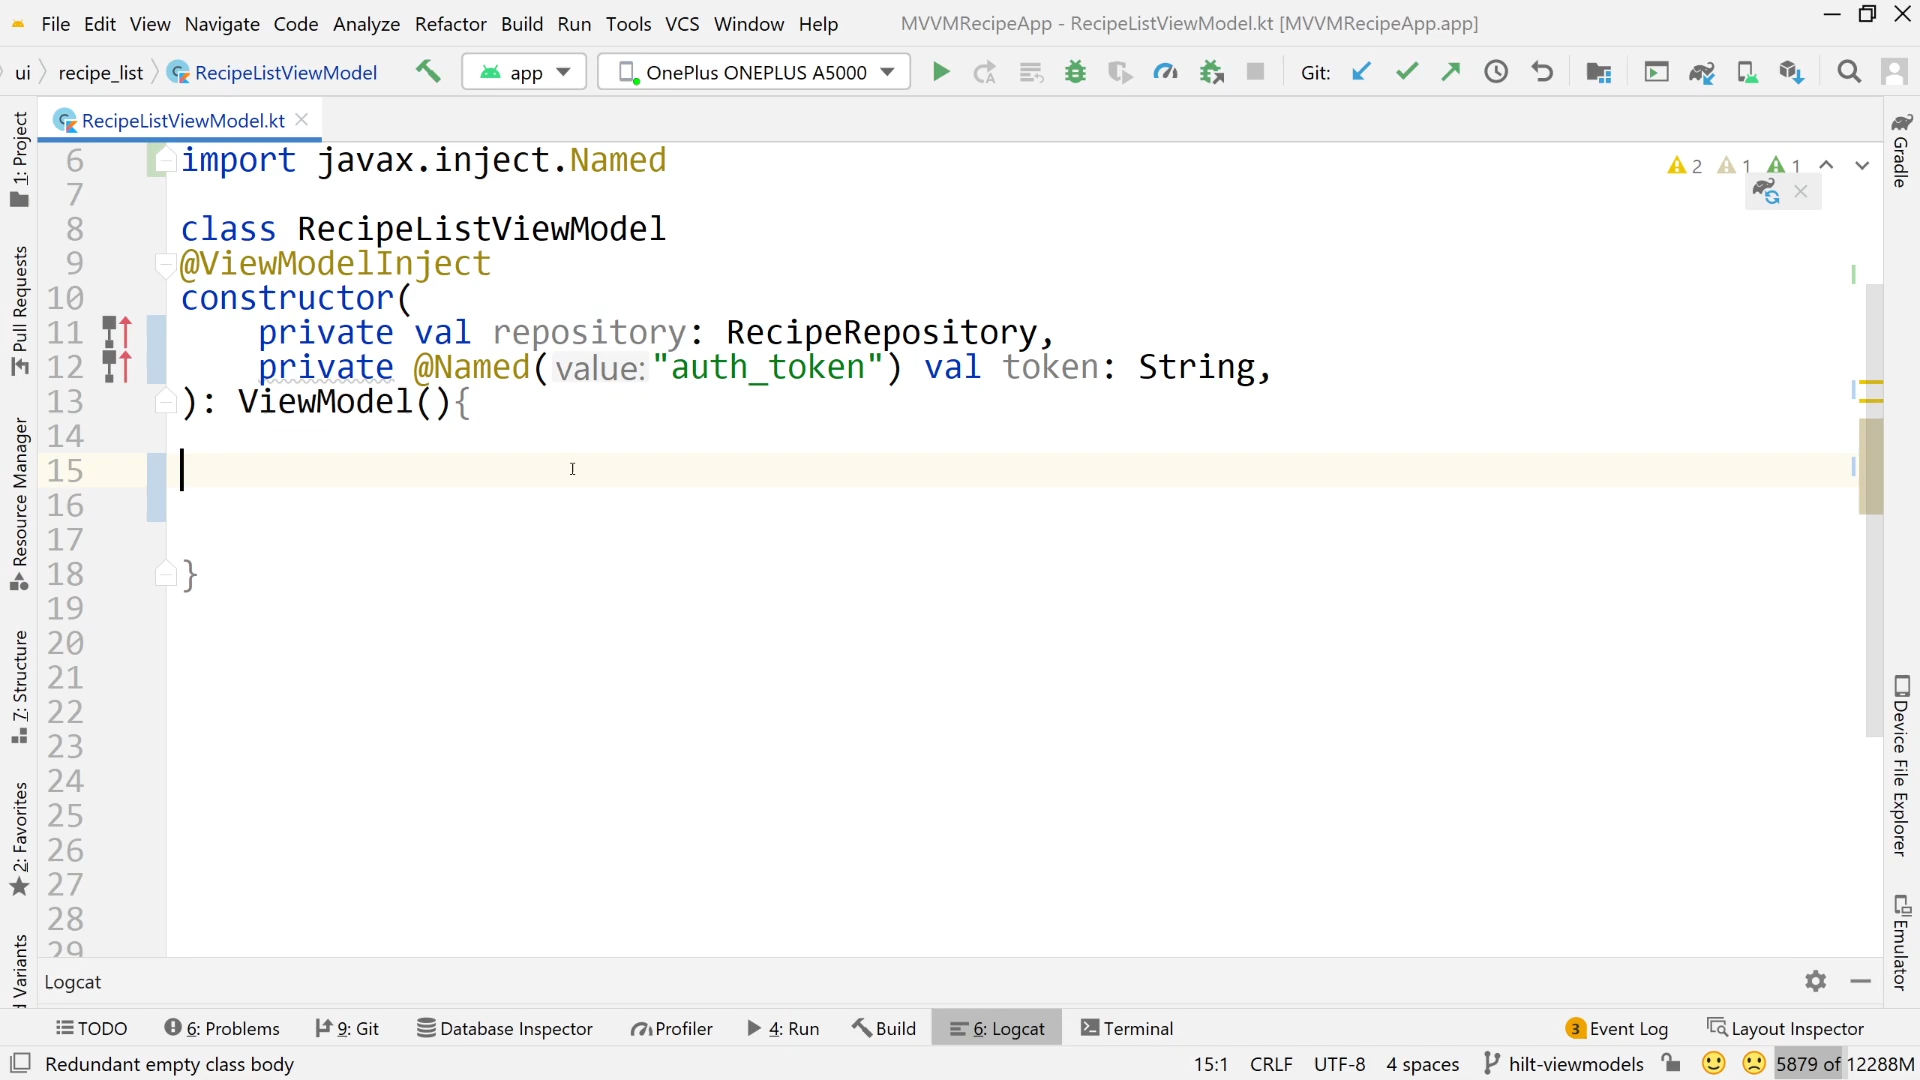 File Edit View Navigate Code Analyze Refactor Build Run Tools VCS Window Help MVVMRecipeApp - RecipeListViewModel.kt [MVVMRecipeApp.app]
ui recipe_list RecipeListViewModel app OnePlus ONEPLUS A5000 Git:
RecipeListViewModel.kt
1: Project
Pull Requests
Resource Manager
7: Structure
2: Favorites
d Variants
Gradle
Device File Explorer
Emulator
2 1 1
6 import javax.inject.Named
7
8 class RecipeListViewModel
9 @ViewModelInject
10 constructor(
11 private val repository: RecipeRepository,
12 private @Named( value: "auth_token") val token: String,
13 ): ViewModel(){
14
15
16
17
18 }
19
20
21
22
23
24
25
26
27
28
29
Logcat
TODO 6: Problems 9: Git Database Inspector Profiler 4: Run Build 6: Logcat Terminal 3 Event Log Layout Inspector
Redundant empty class body 15:1 CRLF UTF-8 4 spaces hilt-viewmodels 5879 of 12288M